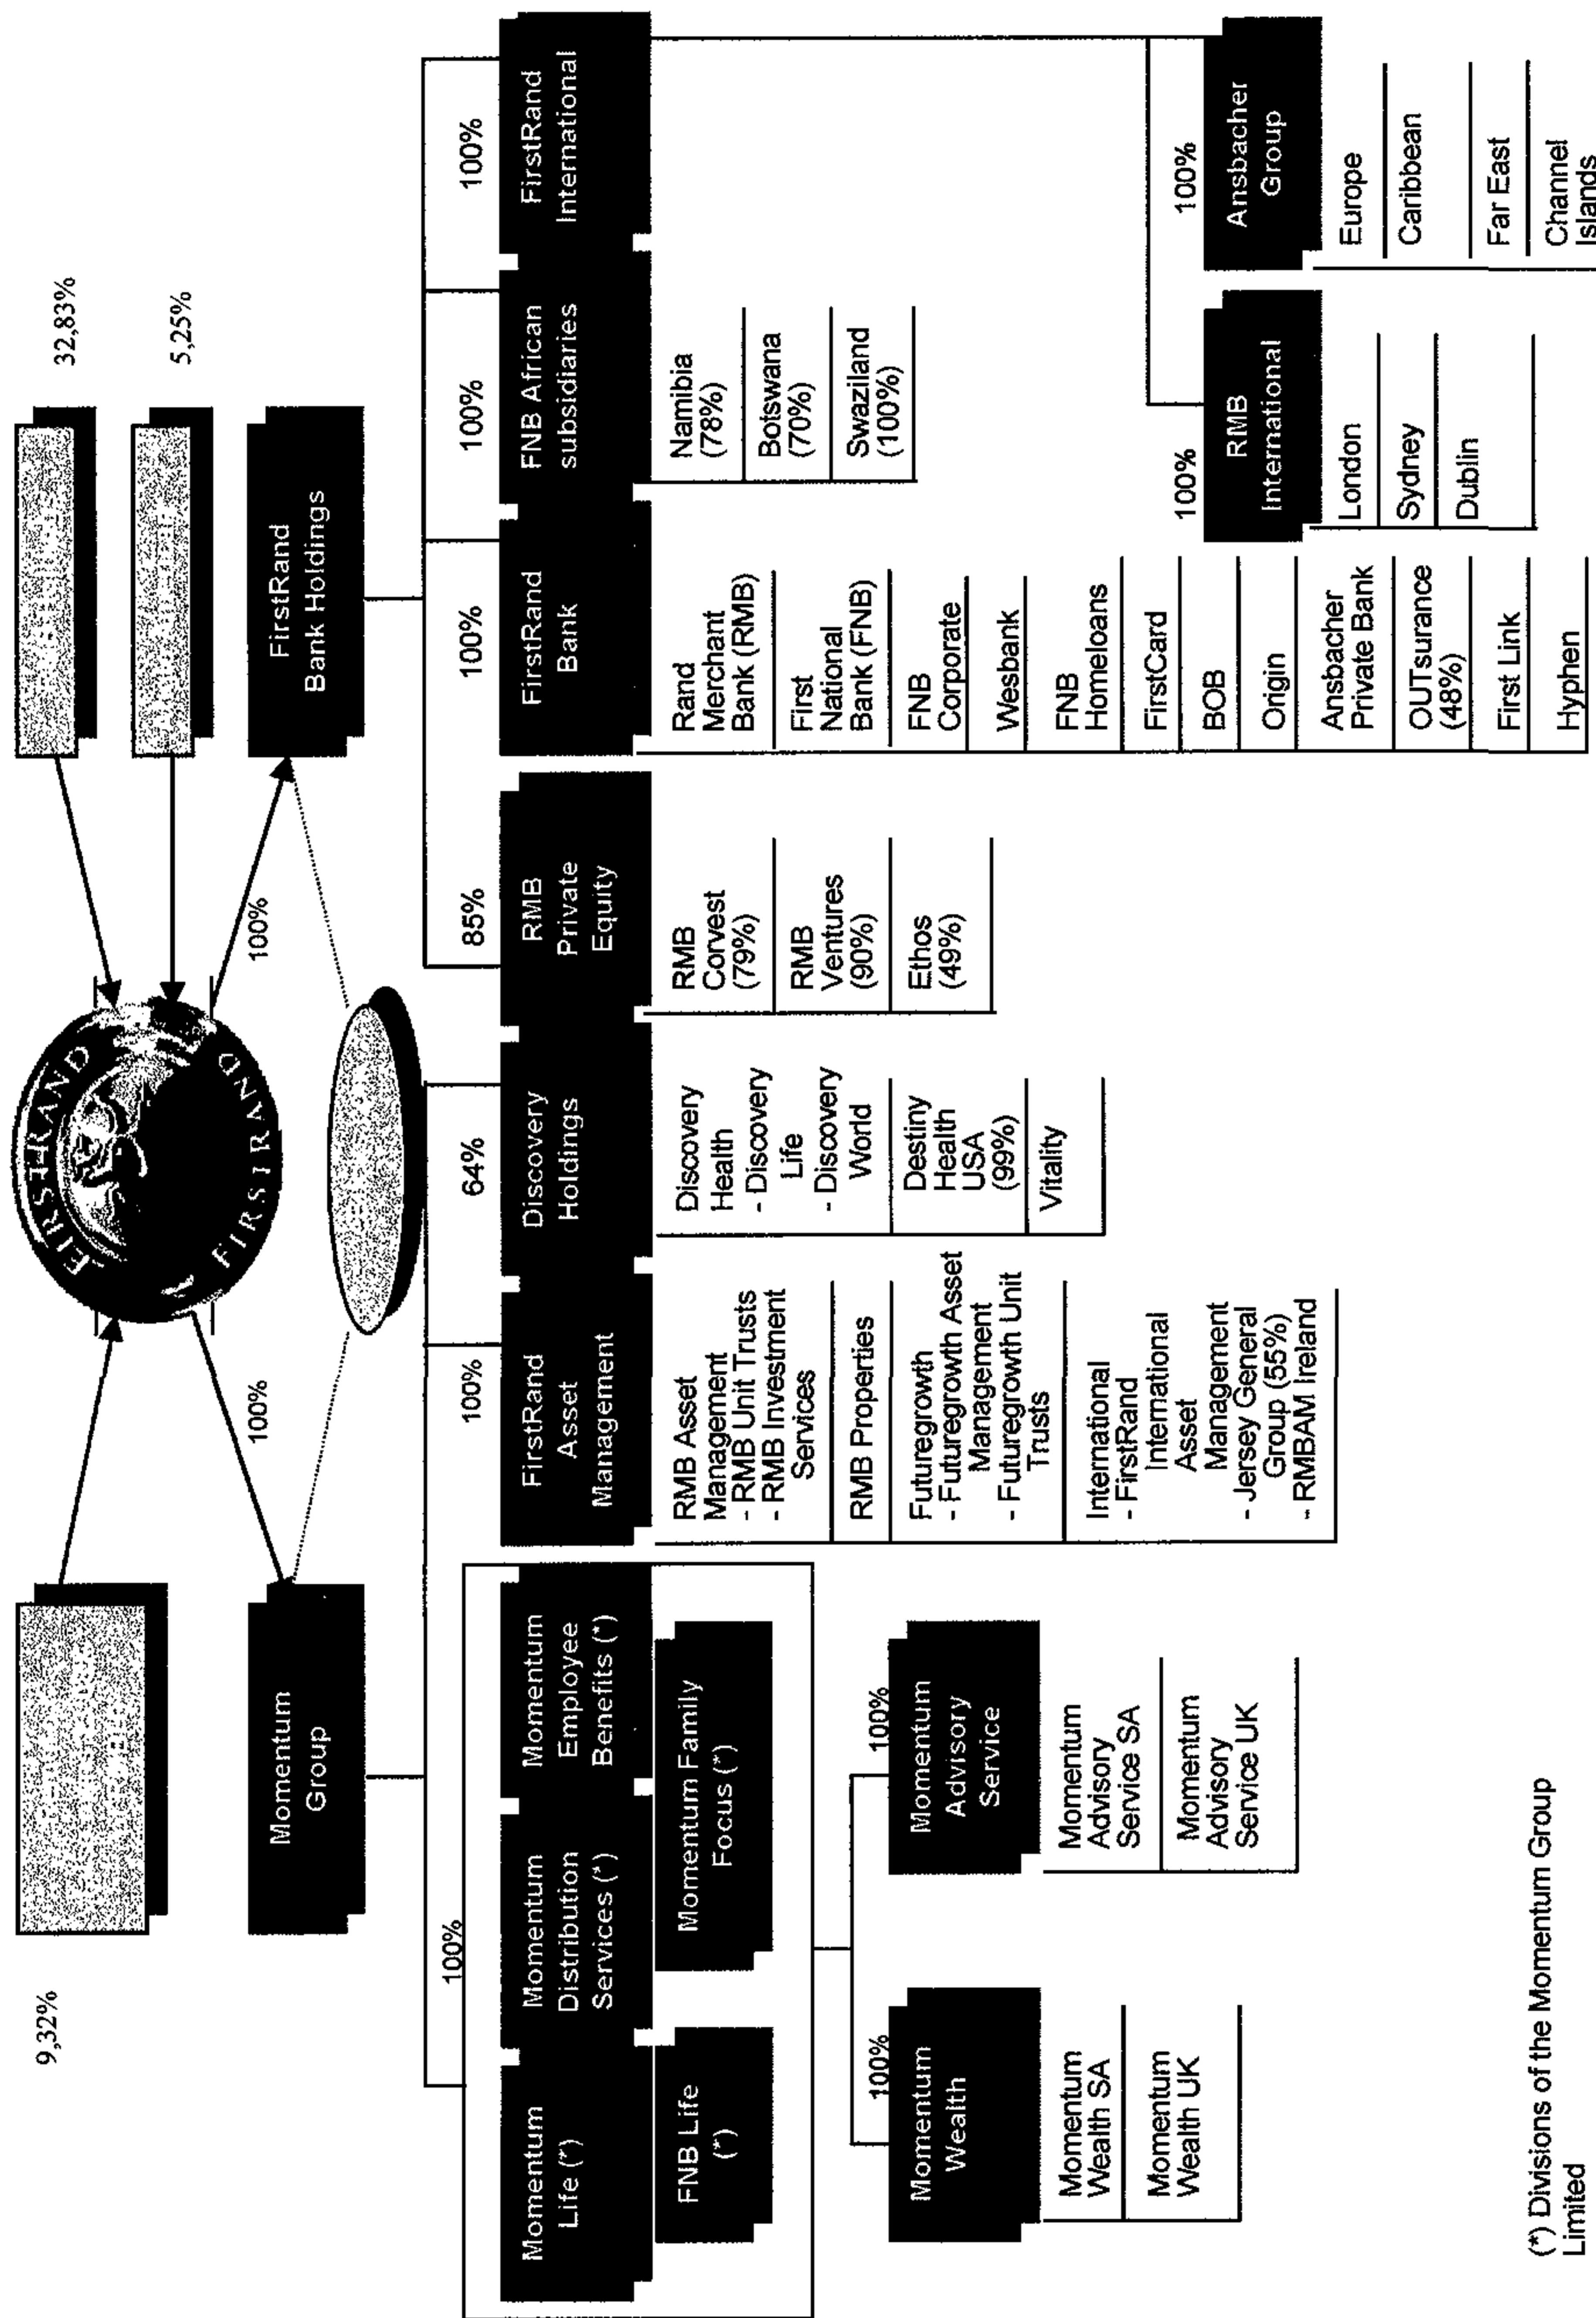 9,32%
32,83%
5,25%
FIRSTRAND
FIRSTRAND
Momentum
Group
100%
100%
FirstRand
Bank Holdings
100%
100%
64%
85%
100%
100%
100%
Momentum
Life (*)
Momentum
Distribution
Services (*)
Momentum
Employee
Benefits (*)
FNB Life
(*)
Momentum Family
Focus (*)
FirstRand
Asset
Management
Discovery
Holdings
RMB
Private
Equity
FirstRand
Bank
FNB African
subsidiaries
FirstRand
International
RMB Asset
Management
- RMB Unit Trusts
- RMB Investment
Services
RMB Properties
Futuregrowth
- Futuregrowth Asset
Management
- Futuregrowth Unit
Trusts
International
- FirstRand
International
Asset
Management
- Jersey General
Group (55%)
- RMBAM Ireland
Discovery
Health
- Discovery
Life
- Discovery
World
Destiny
Health
USA
(99%)
Vitality
RMB
Corvest
(79%)
RMB
Ventures
(90%)
Ethos
(49%)
Rand
Merchant
Bank (RMB)
First
National
Bank (FNB)
FNB
Corporate
Wesbank
FNB
Homeloans
FirstCard
BOB
Origin
Ansbacher
Private Bank
OUTsurance
(48%)
First Link
Hyphen
Namibia
(78%)
Botswana
(70%)
Swaziland
(100%)
100%
Momentum
Wealth
Momentum
Wealth SA
Momentum
Wealth UK
100%
Momentum
Advisory
Service
Momentum
Advisory
Service SA
Momentum
Advisory
Service UK
100%
RMB
International
London
Sydney
Dublin
100%
Ansbacher
Group
Europe
Caribbean
Far East
Channel
Islands
(*) Divisions of the Momentum Group
Limited